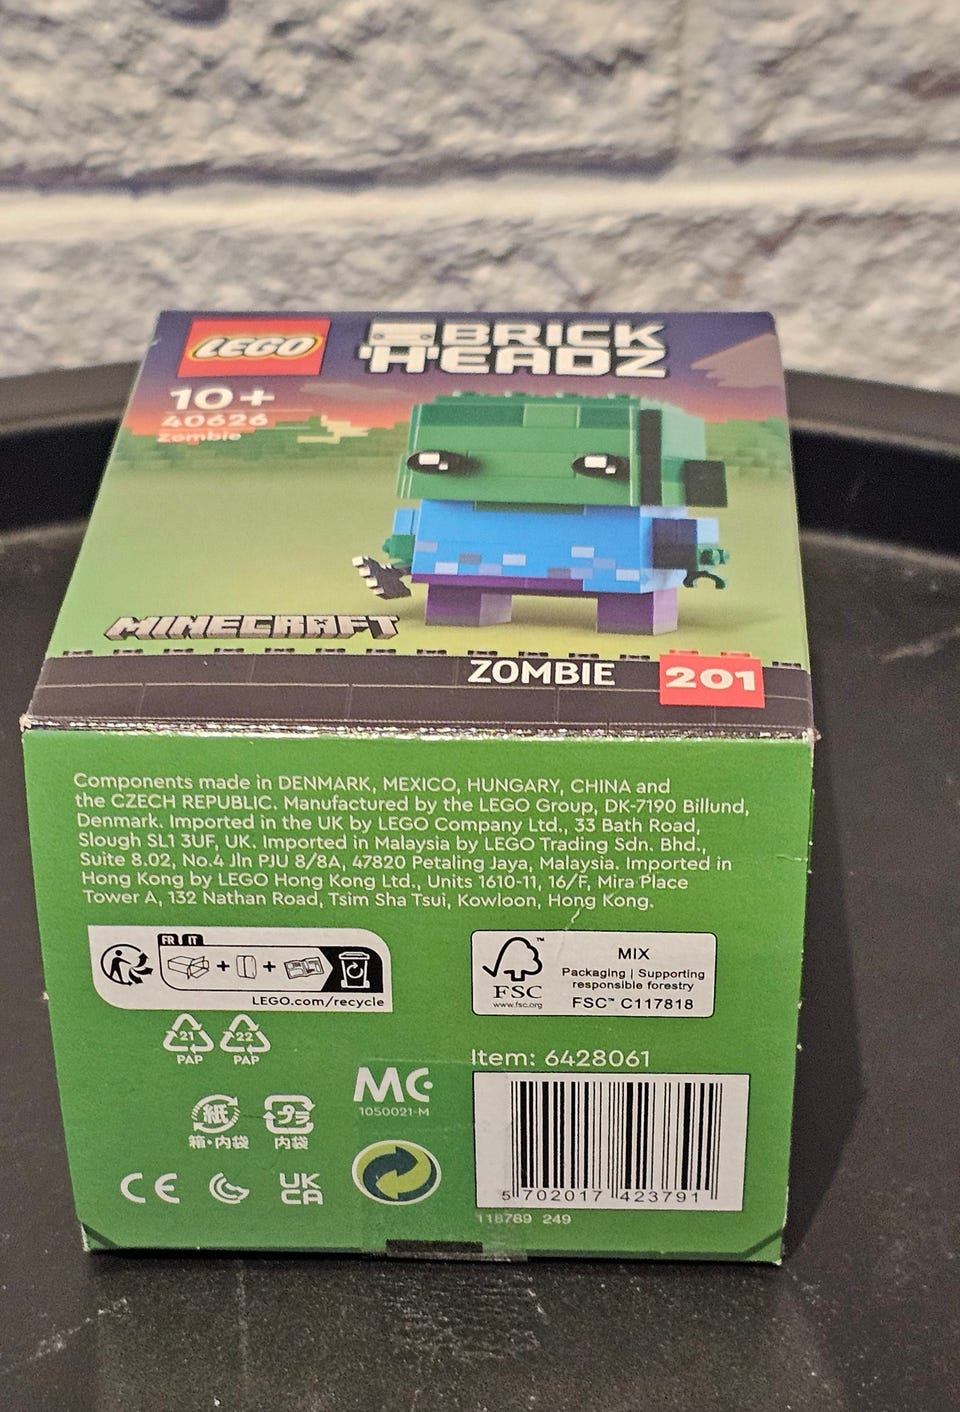 LEGO
BRICK
HEADZ
10+
40626
Zombie
MINECRAFT
ZOMBIE
201
Components made in DENMARK, MEXICO, HUNGARY, CHINA and
the CZECH REPUBLIC. Manufactured by the LEGO Group, DK-7190 Billund,
Denmark. Imported in the UK by LEGO Company Ltd., 33 Bath Road,
Slough SL1 3UF, UK. Imported in Malaysia by LEGO Trading Sdn. Bhd.,
Suite 8.02, No.4 Jln PJU 8/8A, 47820 Petaling Jaya, Malaysia. Imported in
Hong Kong by LEGO Hong Kong Ltd., Units 1610-11, 16/F, Mira Place
Tower A, 132 Nathan Road, Tsim Sha Tsui, Kowloon, Hong Kong.
FR IT
LEGO.com/recycle
FSC™
www.fsc.org
MIX
Packaging | Supporting
responsible forestry
FSC™ C117818
21 22
PAP PAP
Item: 6428061
MC
1050021-M
紙 プラ
箱・内袋 内袋
CE
UK
CA
5 702017 423791
118789 249